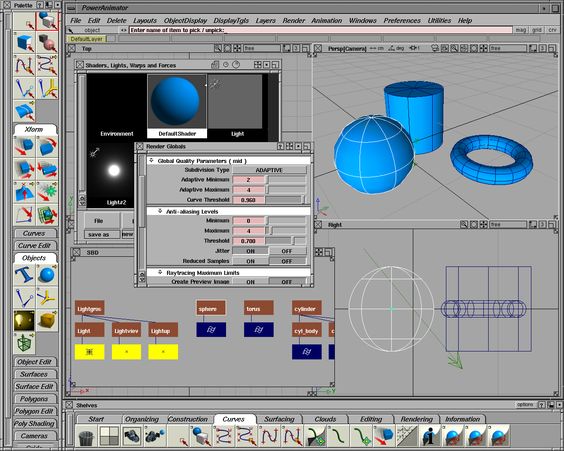 Palette
PowerAnimator
File Edit Delete Layouts ObjectDisplay DisplayTgls Layers Render Animation Windows Preferences Utilities Help
object Enter name of item to pick / unpick:_ mag grid crv
DefaultLayer
Top free
Persp[Camera] cm deg free
Shaders, Lights, Warps and Forces
Environment DefaultShader Light
Light#2
File
save as new
Render Globals
Global Quality Parameters ( mid )
Subdivision Type ADAPTIVE
Adaptive Minimum 2
Adaptive Maximum 4
Curve Threshold 0.960
Anti-aliasing Levels
Minimum 0
Maximum 4
Threshold 0.700
Jitter ON OFF
Reduced Samples ON OFF
Raytracing Maximum Limits
Create Preview Image ON OFF
Xform
Curves
Curve Edit
Objects
Object Edit
Surfaces
Surface Edit
Polygons
Polygon Edit
Poly Shading
Cameras
Right free
SBD
Lightgrou sphere torus cylinder
Light Lightview Lightup cyl_body
Shelves options
Start Organizing Construction Curves Surfacing Clouds Editing Rendering Information